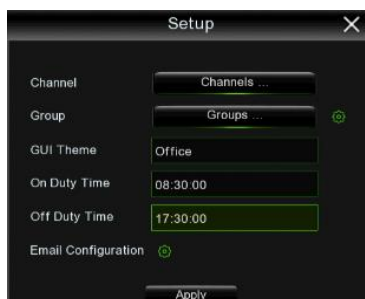 Setup
Channel Channels ...
Group Groups ...
GUI Theme Office
On Duty Time 08:30:00
Off Duty Time 17:30:00
Email Configuration
Apply